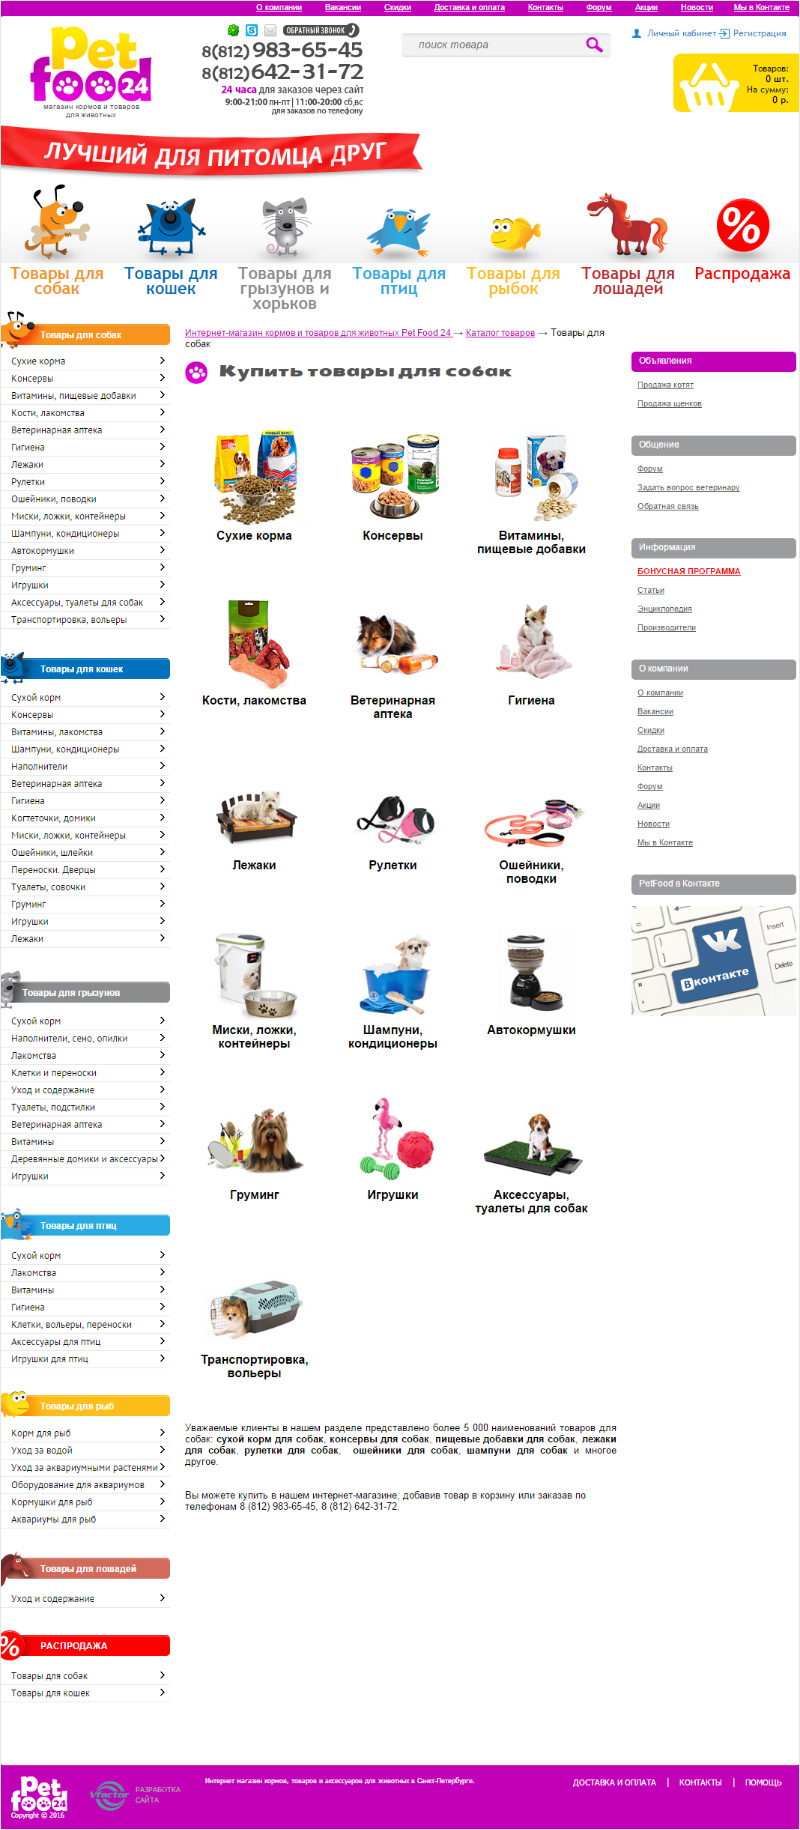 О компании
Вакансии
Скидки
Доставка и оплата
Контакты
Форум
Акции
Новости
Мы в Контакте
Pet
food24
магазин кормов и товаров
для животных
ОБРАТНЫЙ ЗВОНОК
8(812)983-65-45
8(812)642-31-72
24 часа для заказов через сайт
9:00-21:00 пн-пт | 11:00-20:00 сб,вс
для заказов по телефону
поиск товара
Личный кабинет
Регистрация
Товаров:
0 шт.
На сумму:
0 р.
ЛУЧШИЙ ДЛЯ ПИТОМЦА ДРУГ
Товары для собак
Товары для кошек
Товары для грызунов и хорьков
Товары для птиц
Товары для рыбок
Товары для лошадей
%
Распродажа
Товары для собак
Сухие корма
Консервы
Витамины, пищевые добавки
Кости, лакомства
Ветеринарная аптека
Гигиена
Лежаки
Рулетки
Ошейники, поводки
Миски, ложки, контейнеры
Шампуни, кондиционеры
Автокормушки
Груминг
Игрушки
Аксессуары, туалеты для собак
Транспортировка, вольеры
Товары для кошек
Сухой корм
Консервы
Витамины, лакомства
Шампуни, кондиционеры
Наполнители
Ветеринарная аптека
Гигиена
Когтеточки, домики
Миски, ложки, контейнеры
Ошейники, шлейки
Переноски. Дверцы
Туалеты, совочки
Груминг
Игрушки
Лежаки
Товары для грызунов
Сухой корм
Наполнители, сено, опилки
Лакомства
Клетки и переноски
Уход и содержание
Туалеты, подстилки
Ветеринарная аптека
Витамины
Деревянные домики и аксессуары
Игрушки
Товары для птиц
Сухой корм
Лакомства
Витамины
Гигиена
Клетки, вольеры, переноски
Аксессуары для птиц
Игрушки для птиц
Товары для рыб
Корм для рыб
Уход за водой
Уход за аквариумными растенями
Оборудование для аквариумов
Кормушки для рыб
Аквариумы для рыб
Товары для лошадей
Уход и содержание
%
РАСПРОДАЖА
Товары для собак
Товары для кошек
Интернет-магазин кормов и товаров для животных Pet Food 24 → Каталог товаров → Товары для
собак
Купить товары для собак
Сухие корма
Консервы
Витамины,
пищевые добавки
Кости, лакомства
Ветеринарная
аптека
Гигиена
Лежаки
Рулетки
Ошейники,
поводки
Миски, ложки,
контейнеры
Шампуни,
кондиционеры
Автокормушки
Груминг
Игрушки
Аксессуары,
туалеты для собак
Транспортировка,
вольеры
Уважаемые клиенты в нашем разделе представлено более 5 000 наименований товаров для
собак: сухой корм для собак, консервы для собак, пищевые добавки для собак, лежаки
для собак, рулетки для собак, ошейники для собак, шампуни для собак и многое
другое.
Вы можете купить в нашем интернет-магазине, добавив товар в корзину или заказав по
телефонам 8 (812) 983-65-45, 8 (812) 642-31-72.
Объявления
Продажа котят
Продажа щенков
Общение
Форум
Задать вопрос ветеринару
Обратная связь
Информация
БОНУСНАЯ ПРОГРАММА
Статьи
Энциклопедия
Производители
О компании
О компании
Вакансии
Скидки
Доставка и оплата
Контакты
Форум
Акции
Новости
Мы в Контакте
PetFood в Контакте
Insert
Delete
Вконтакте
Pet
food24
Copyright © 2016
Vfactor
РАЗРАБОТКА
САЙТА
Интернет магазин кормов, товаров и аксессуаров для животных в Санкт-Петербурге.
ДОСТАВКА И ОПЛАТА | КОНТАКТЫ | ПОМОЩЬ